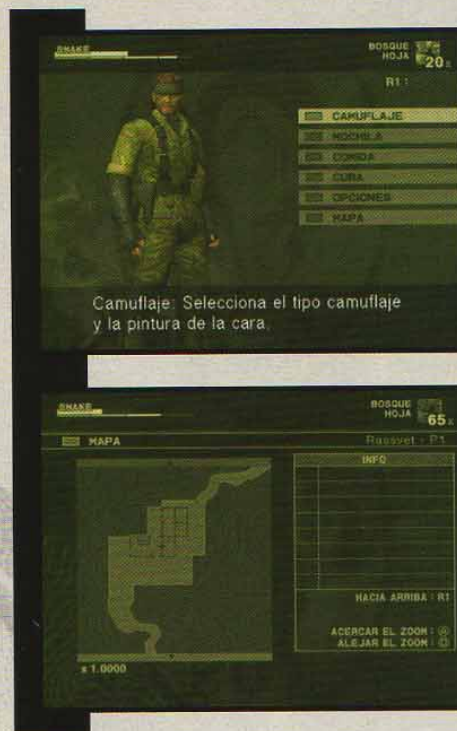 SNAKE
BOSQUE
HOJA
20%
R1:
CAMUFLAJE
MOCHILA
COMIDA
CURA
OPCIONES
MAPA
Camuflaje: Selecciona el tipo camuflaje
y la pintura de la cara.
SNAKE
BOSQUE
HOJA
65%
MAPA
Rassvet - P1
INFO
HACIA ARRIBA : R1
ACERCAR EL ZOOM :
ALEJAR EL ZOOM :
x 1.0000